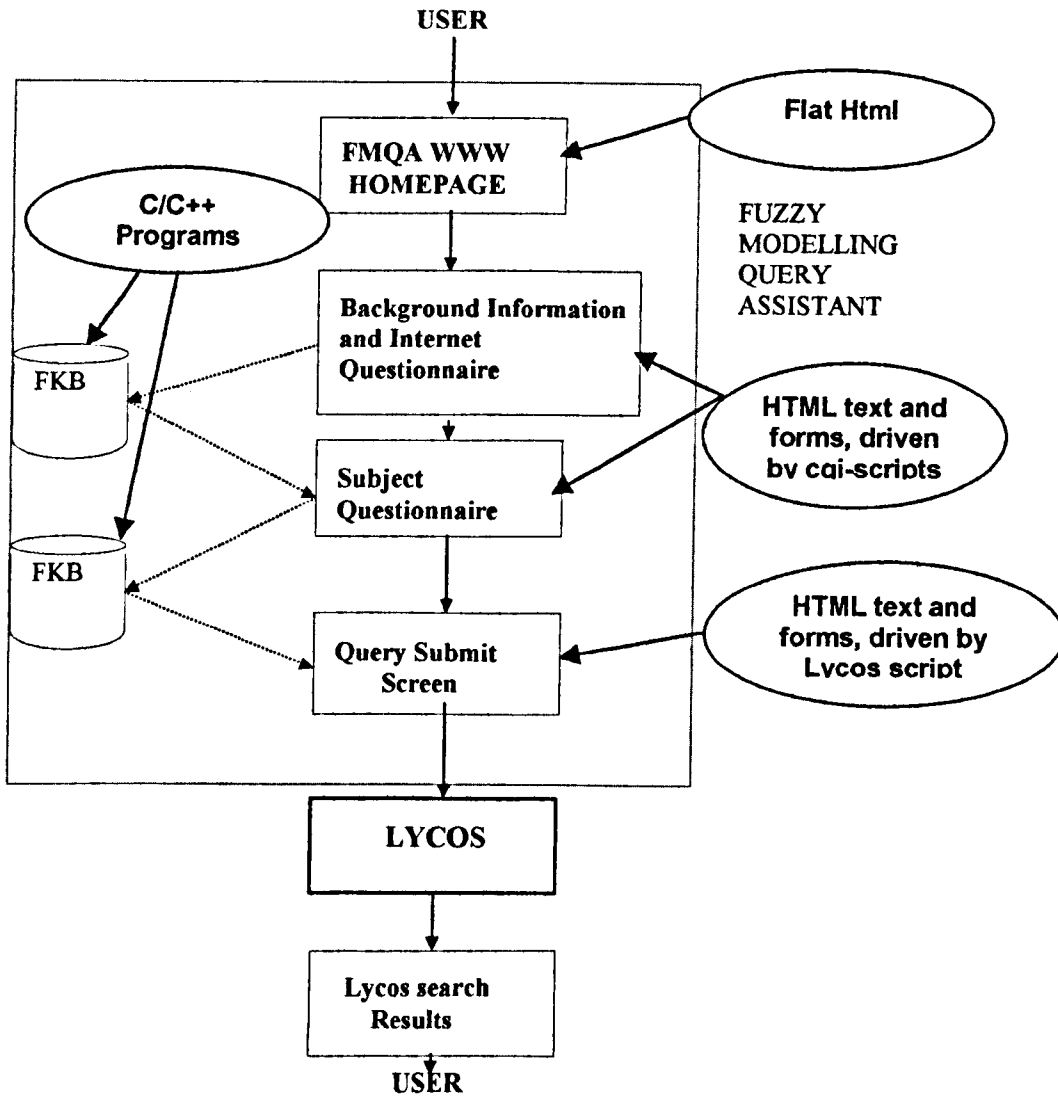 USER
Flat Html
FMQA WWW
HOMEPAGE
C/C++
Programs
FUZZY
MODELLING
QUERY
ASSISTANT
Background Information
and Internet
Questionnaire
FKB
HTML text and
forms, driven
by cgi-scripts
Subject
Questionnaire
FKB
HTML text and
forms, driven by
Lycos script
Query Submit
Screen
LYCOS
Lycos search
Results
USER